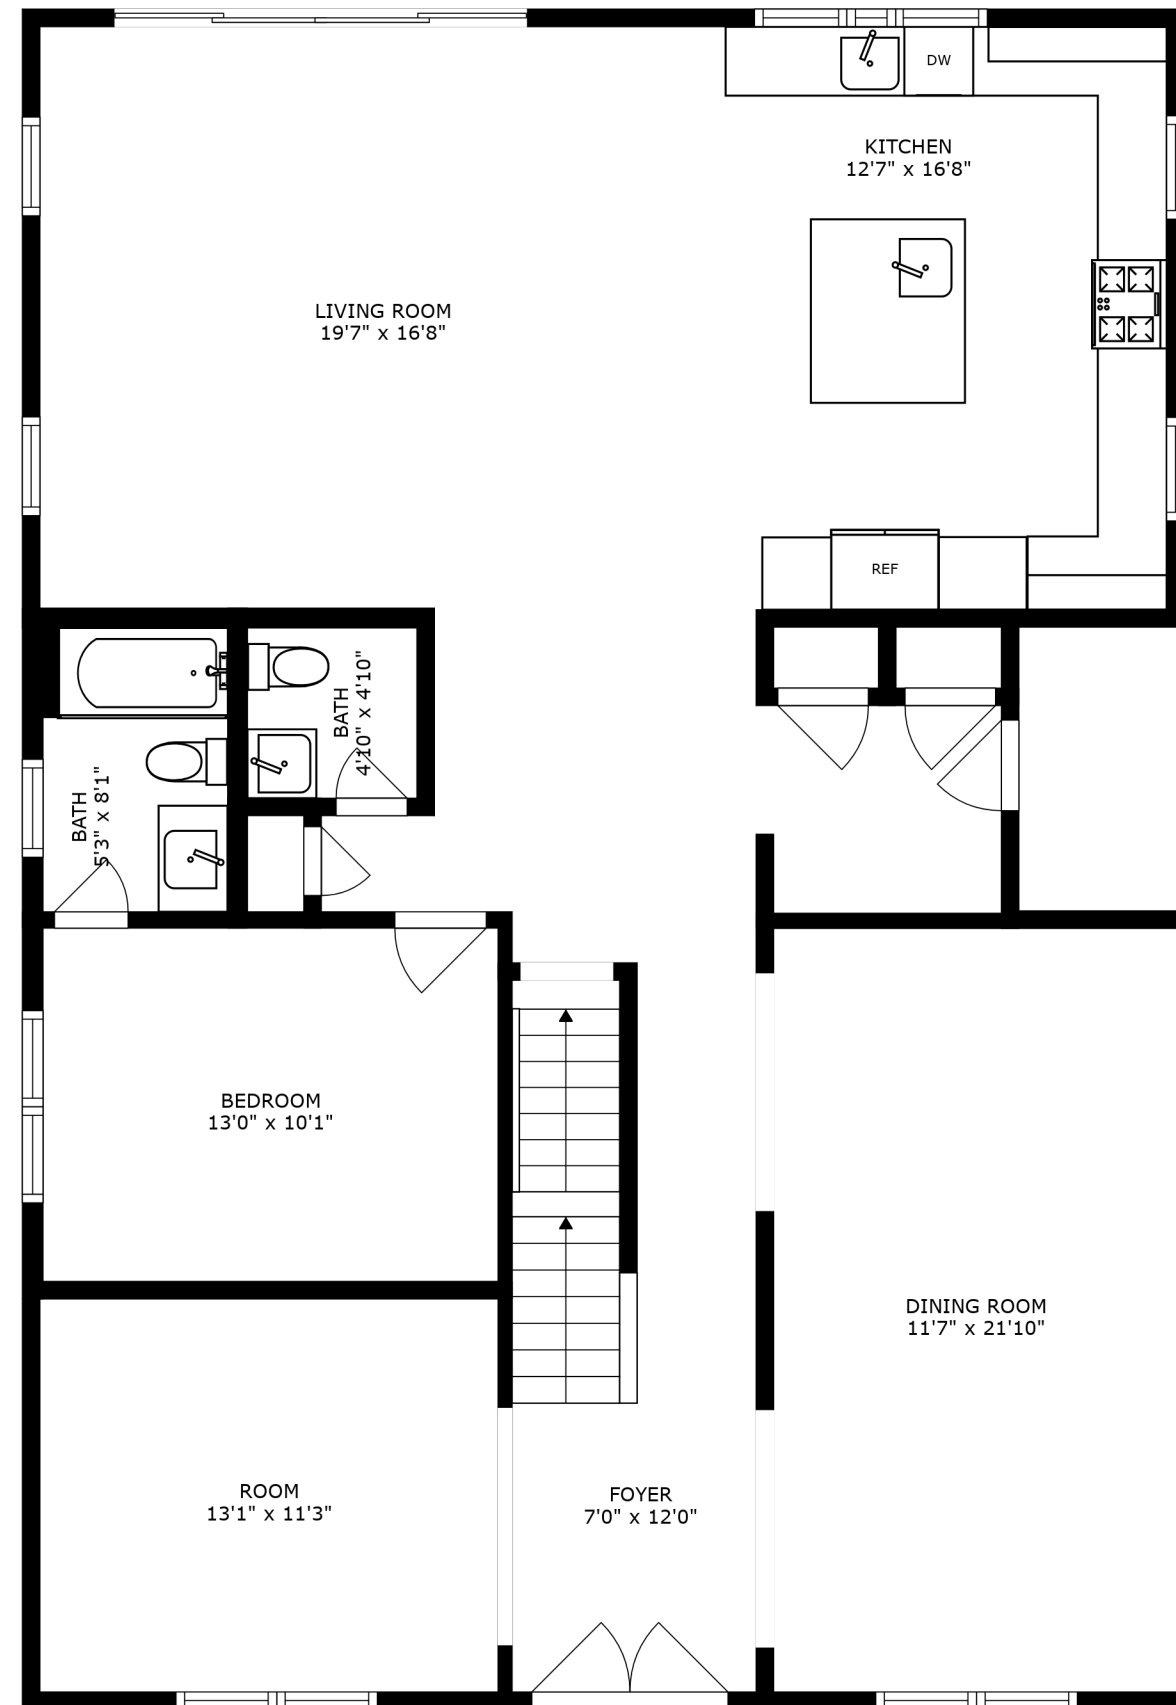 DW
KITCHEN
12'7" x 16'8"
LIVING ROOM
19'7" x 16'8"
REF
BATH
4'10" x 4'10"
BATH
5'3" x 8'1"
BEDROOM
13'0" x 10'1"
DINING ROOM
11'7" x 21'10"
ROOM
13'1" x 11'3"
FOYER
7'0" x 12'0"